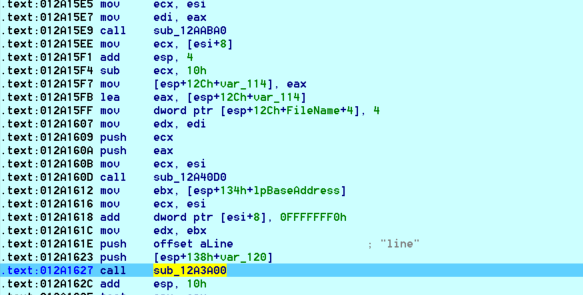 .text:012A15E5 mov ecx, esi
.text:012A15E7 mov edi, eax
.text:012A15E9 call sub_12AABA0
.text:012A15EE mov ecx, [esi+8]
.text:012A15F1 add esp, 4
.text:012A15F4 sub ecx, 10h
.text:012A15F7 mov [esp+12Ch+var_114], eax
.text:012A15FB lea eax, [esp+12Ch+var_114]
.text:012A15FF mov dword ptr [esp+12Ch+FileName+4], 4
.text:012A1607 mov edx, edi
.text:012A1609 push ecx
.text:012A160A push eax
.text:012A160B mov ecx, esi
.text:012A160D call sub_12A40D0
.text:012A1612 mov ebx, [esp+134h+lpBaseAddress]
.text:012A1616 mov ecx, esi
.text:012A1618 add dword ptr [esi+8], 0FFFFFFF0h
.text:012A161C mov edx, ebx
.text:012A161E push offset aLine ; "line"
.text:012A1623 push [esp+138h+var_120]
.text:012A1627 call sub_12A3A00
.text:012A162C add esp, 10h